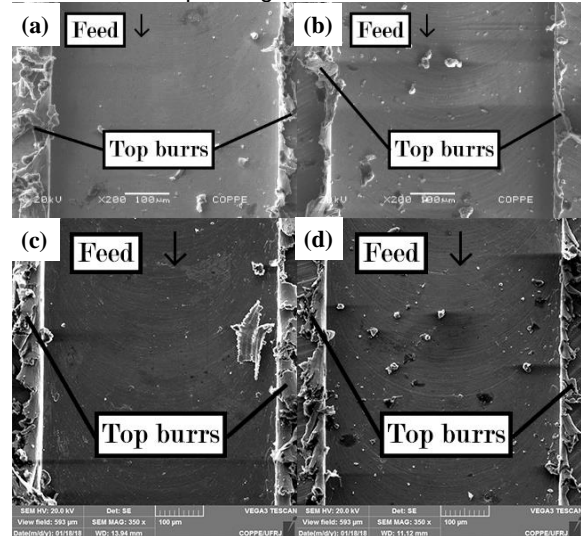 (a)
Feed
Top burrs
20kV X200 100µm COPPE
(b)
Feed
20kV X200 100µm COPPE
(c)
Feed
Top burrs
SEM HV: 20.0 kV Det: SE
View field: 593 µm SEM MAG: 350 x 100 µm
Date(m/d/y): 01/18/18 WD: 13.94 mm
VEGA3 TESCAN
COPPE/UFRJ
(d)
Feed
Top burrs
SEM HV: 20.0 kV Det: SE
View field: 593 µm SEM MAG: 350 x 100 µm
Date(m/d/y): 01/18/18 WD: 11.12 mm
VEGA3 TESCAN
COPPE/UFRJ
Top burrs